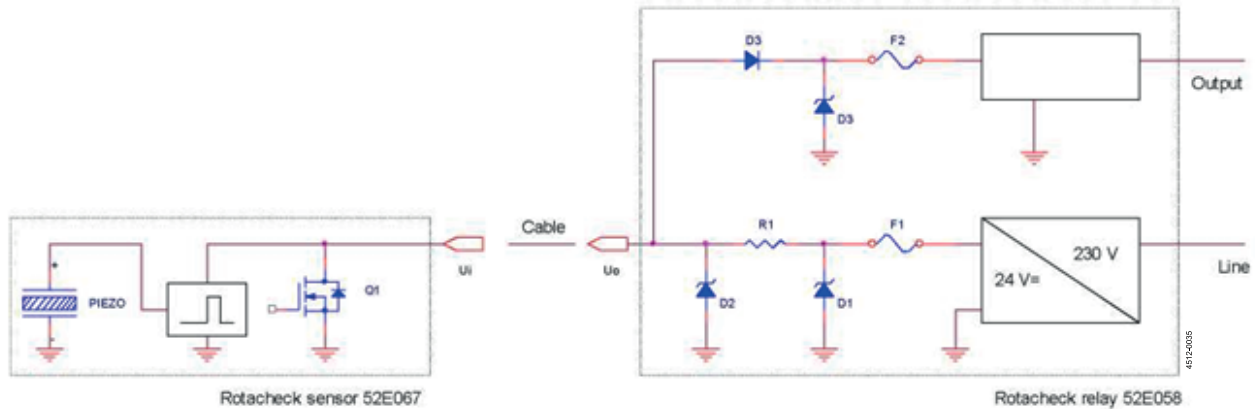 D3
F2
Output
D3
Cable
R1
F1
230 V
24 V=
Line
Ui
Uo
+
PIEZO
-
Q1
D2
D1
4512-0035
Rotacheck sensor 52E067
Rotacheck relay 52E058